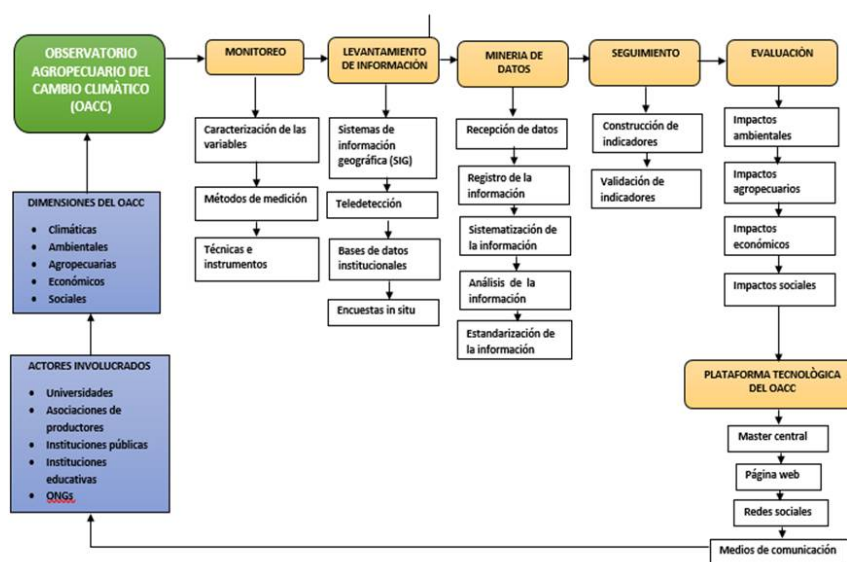 OBSERVATORIO
AGROPECUARIO DEL
CAMBIO CLIMÀTICO
(OACC)
MONITOREO
LEVANTAMIENTO
DE INFORMACIÒN
MINERIA DE
DATOS
SEGUIMIENTO
EVALUACIÒN
Caracterización de las
variables
Métodos de medición
Técnicas e
instrumentos
Sistemas de
información
geográfica (SIG)
Teledetección
Bases de datos
institucionales
Encuestas in situ
Recepción de datos
Registro de la
información
Sistematización de
la información
Análisis de la
información
Estandarización de
la información
Construcción de
indicadores
Validación de
indicadores
Impactos
ambientales
Impactos
agropecuarios
Impactos
económicos
Impactos sociales
DIMENSIONES DEL OACC
• Climáticas
• Ambientales
• Agropecuarias
• Económicos
• Sociales
ACTORES INVOLUCRADOS
• Universidades
• Asociaciones de
productores
• Instituciones públicas
• Instituciones
educativas
• ONGs
PLATAFORMA TECNOLÒGICA
DEL OACC
Master central
Página web
Redes sociales
Medios de comunicación